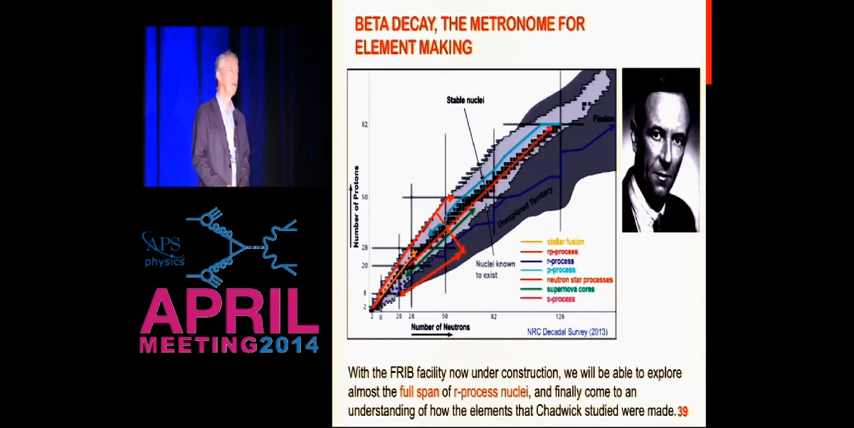 BETA DECAY, THE METRONOME FOR
ELEMENT MAKING
Stable nuclei
Fission
82
50
28
20
8
2
Number of Protons
Unexplored Territory
Nuclei known
to exist
stellar fusion
rp-process
r-process
p-process
neutron star processes
supernova cores
s-process
2 8 20 28 50 82 126
Number of Neutrons
NRC Decadal Survey (2013)
With the FRIB facility now under construction, we will be able to explore
almost the full span of r-process nuclei, and finally come to an
understanding of how the elements that Chadwick studied were made. 39
APS
physics
APRIL
MEETING2014